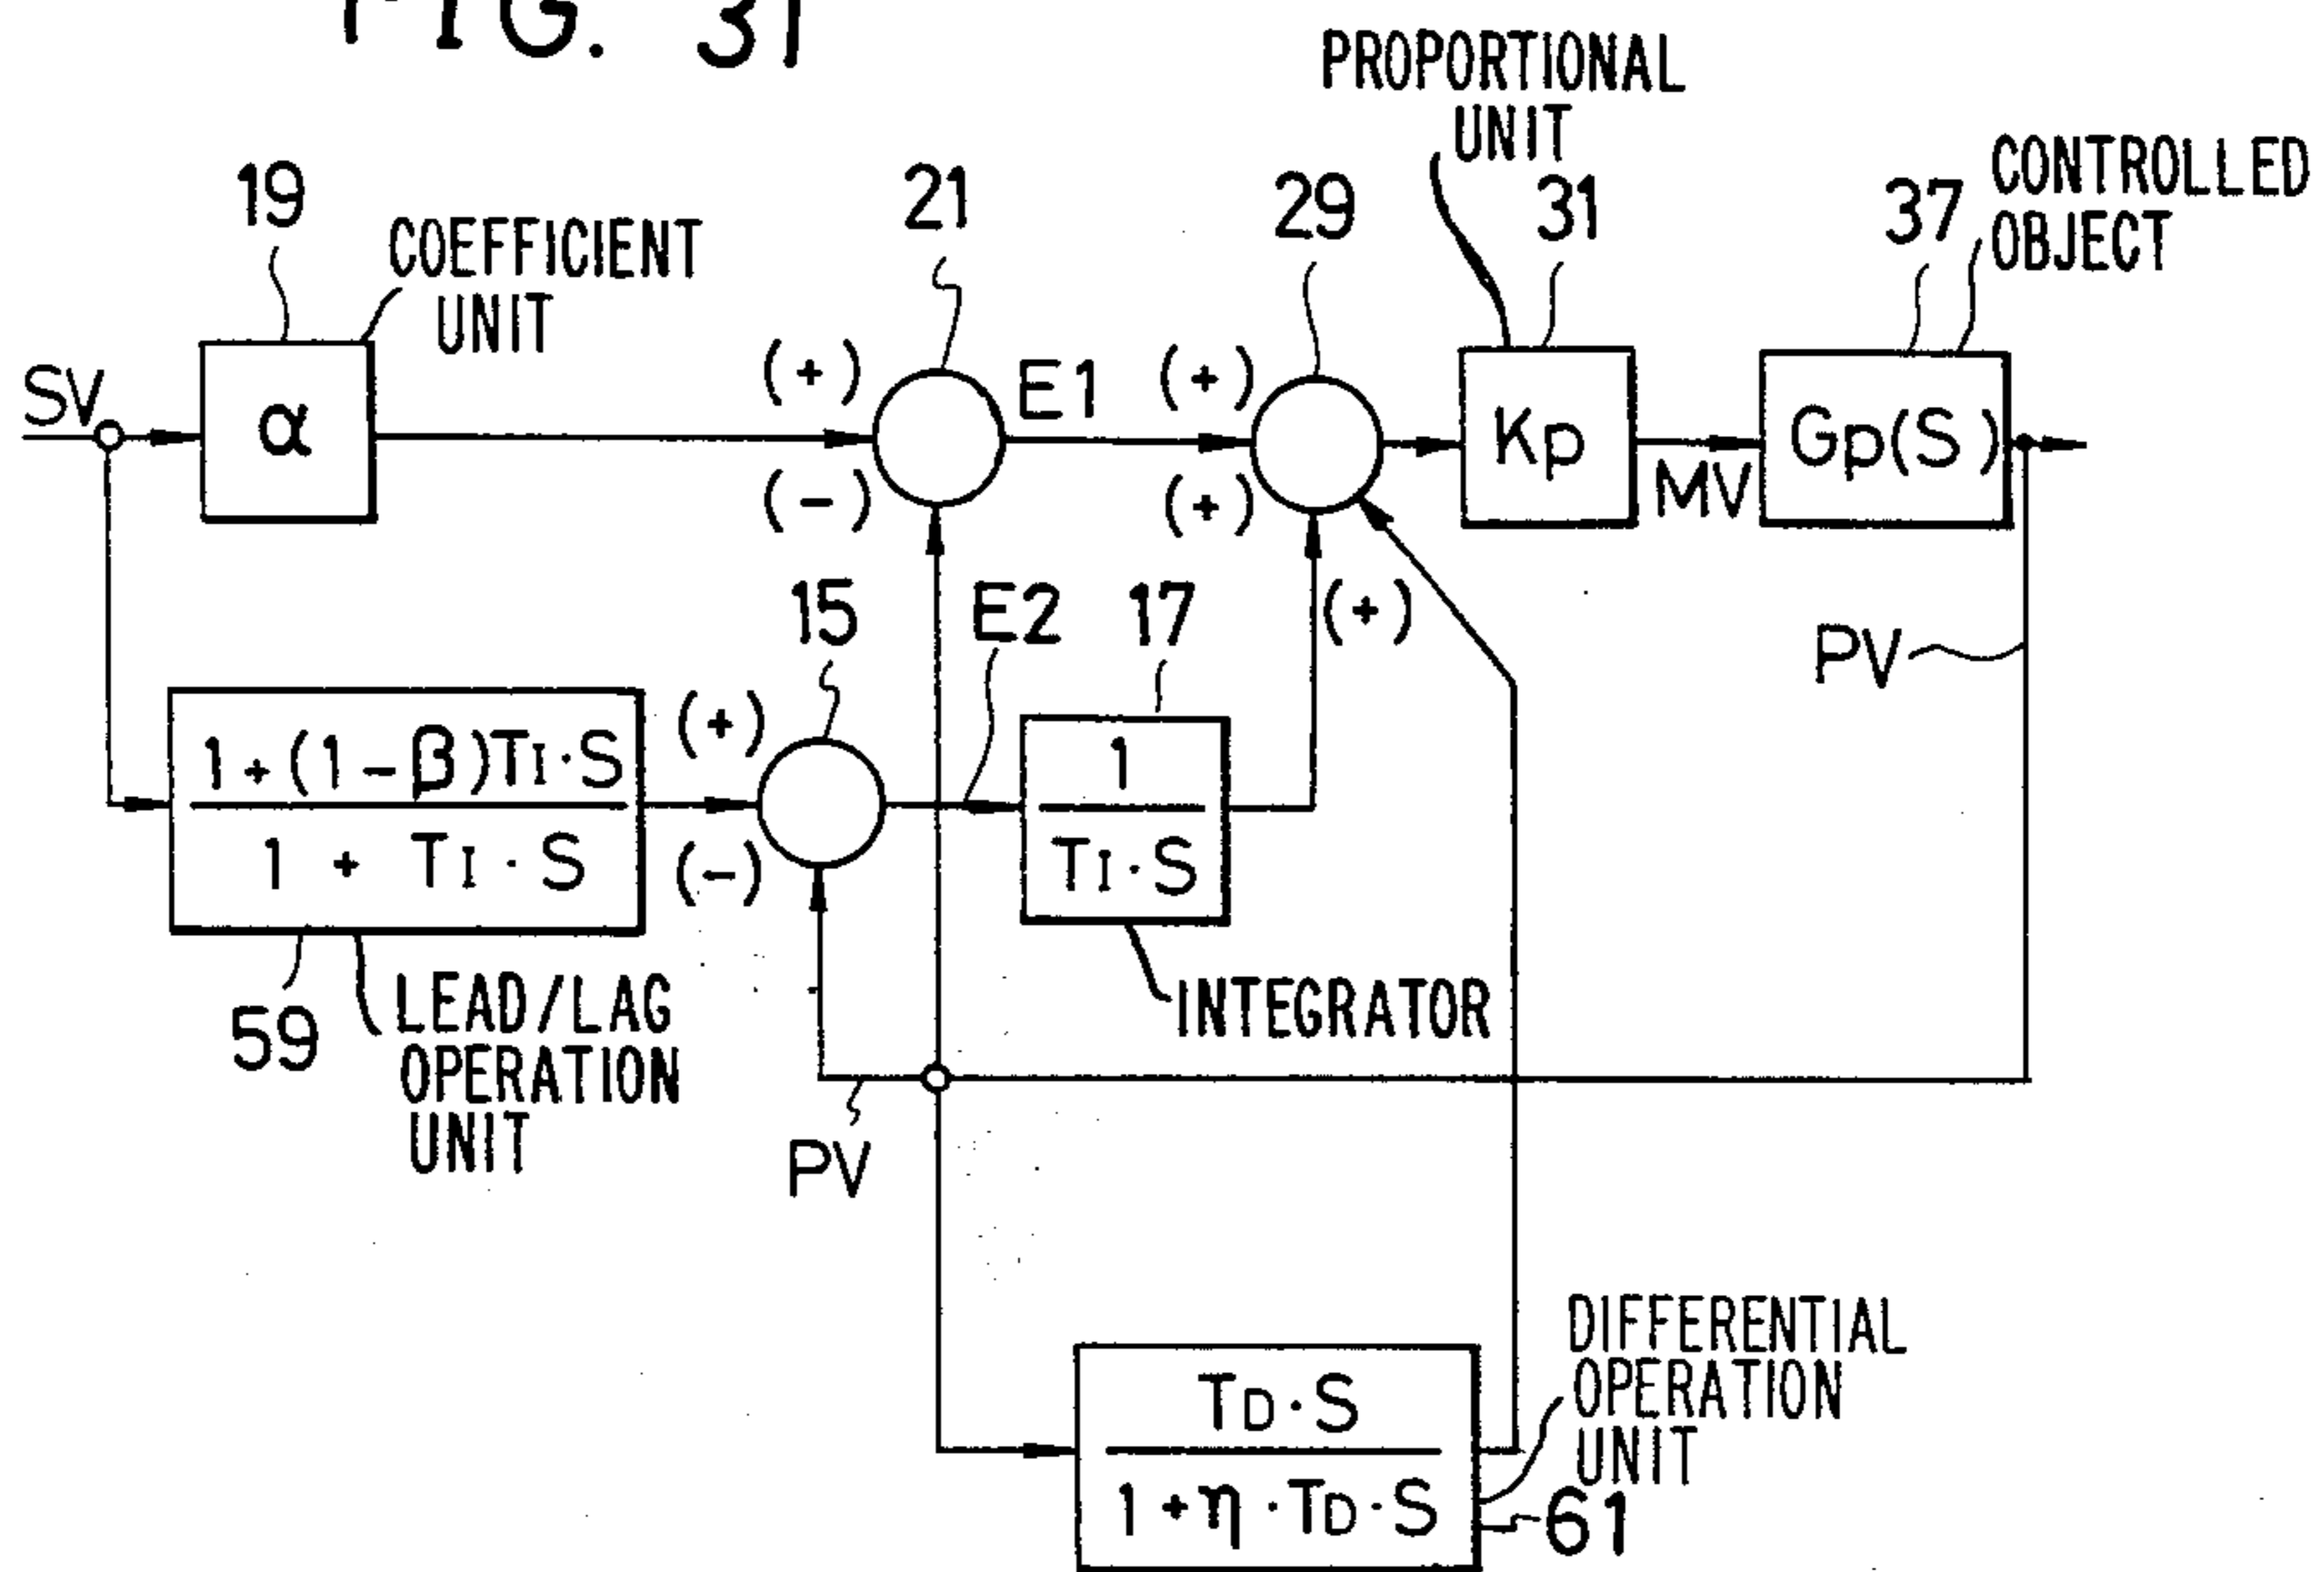 FIG. 31
PROPORTIONAL
UNIT
CONTROLLED
OBJECT
19
COEFFICIENT
UNIT
21
29
31
37
SV
α
(+)
(-)
E1
(+)
(+)
Kp
MV
Gp(S)
15
E2
17
(+)
PV
1+(1-β)TI·S
1 + TI·S
(+)
(-)
1
TI·S
59
LEAD/LAG
OPERATION
UNIT
INTEGRATOR
PV
TD·S
1+η·TD·S
DIFFERENTIAL
OPERATION
UNIT
61